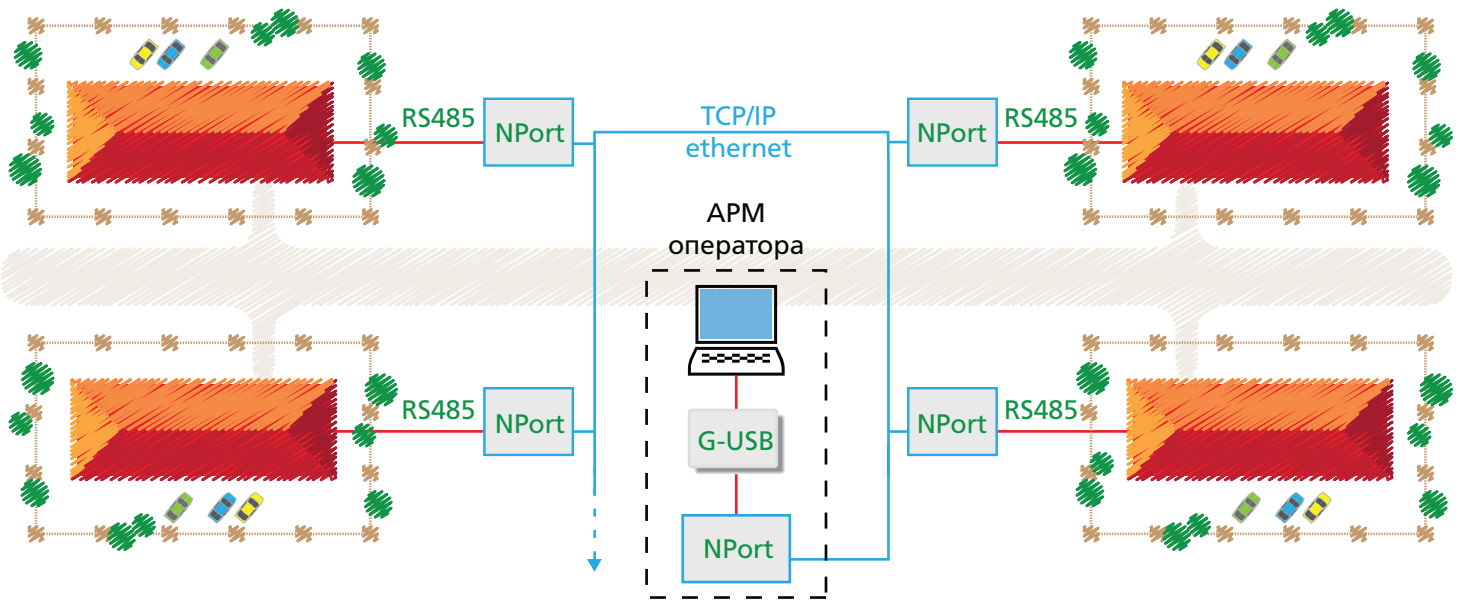 RS485
NPort
TCP/IP
ethernet
NPort
RS485
АРМ
оператора
RS485
NPort
G-USB
NPort
NPort
RS485